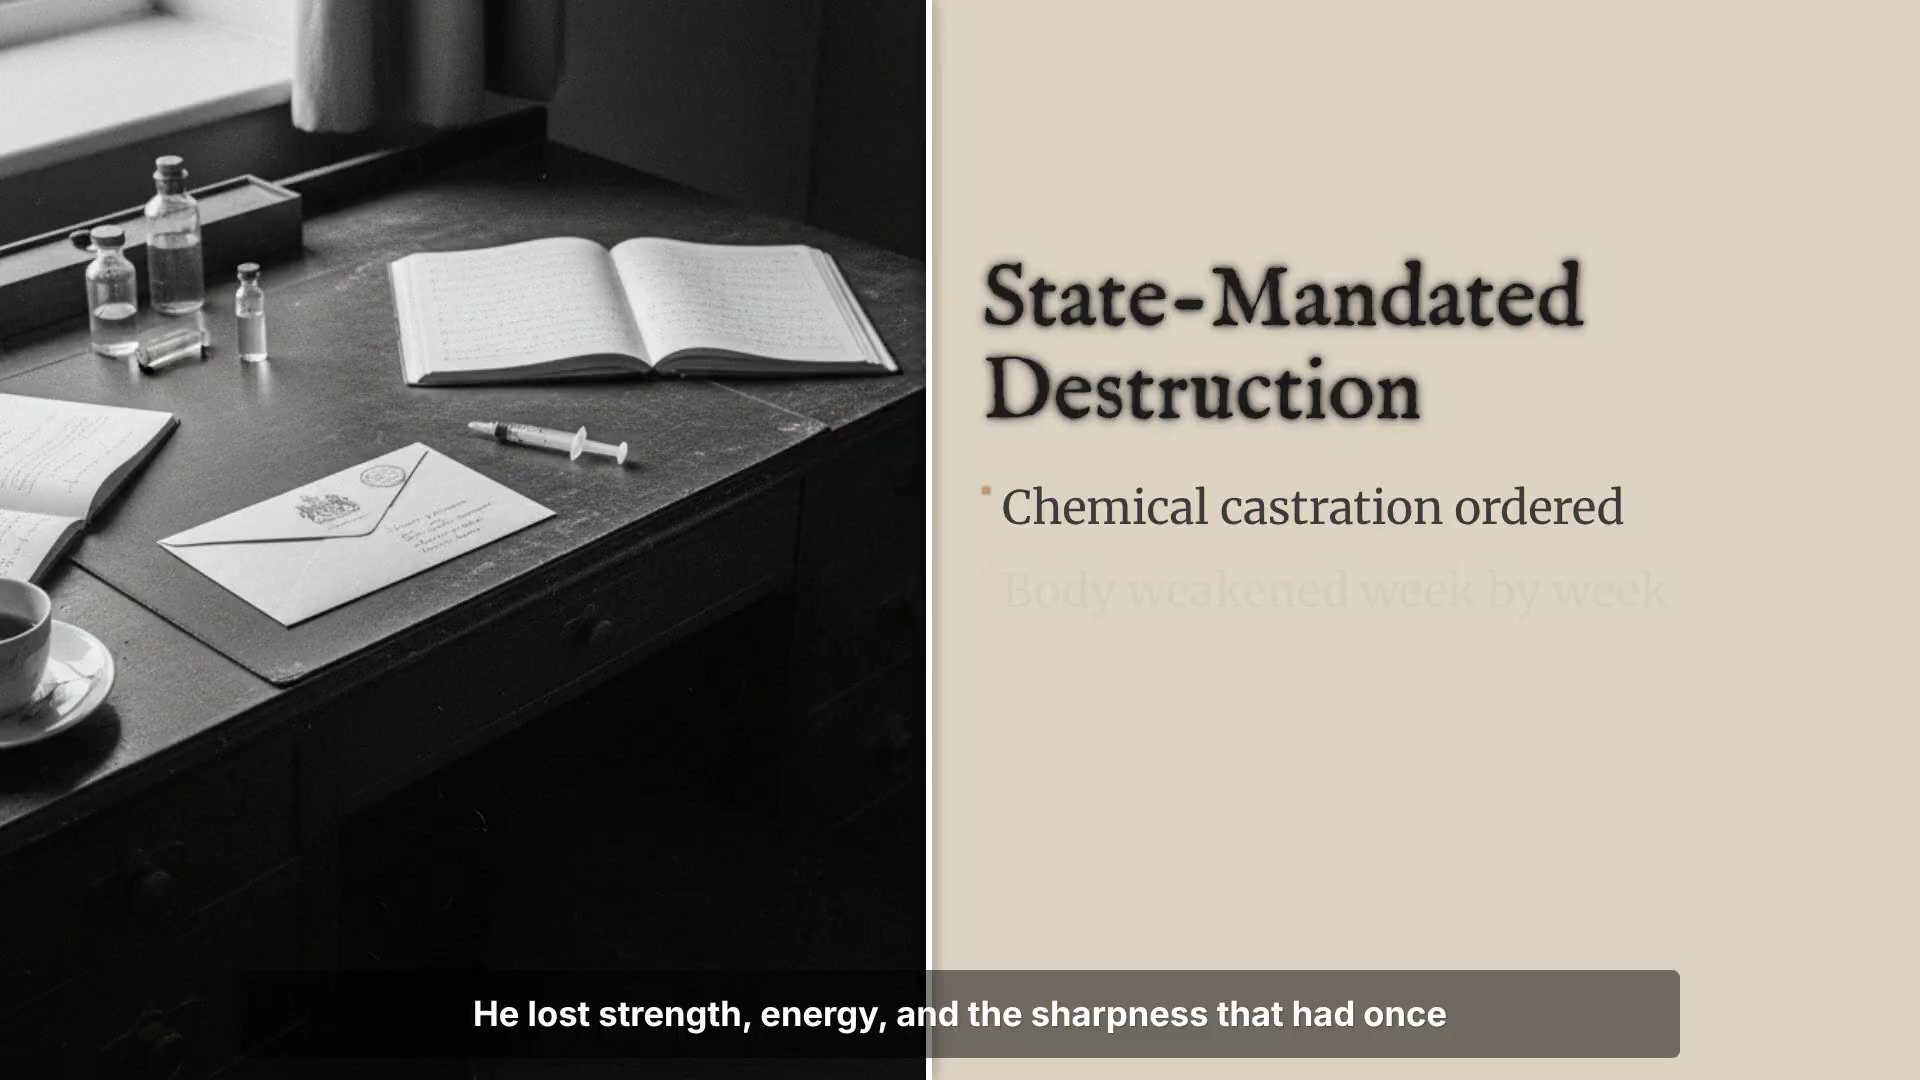 State-Mandated
Destruction
Chemical castration ordered
Body weakened week by week
He lost strength, energy, and the sharpness that had once